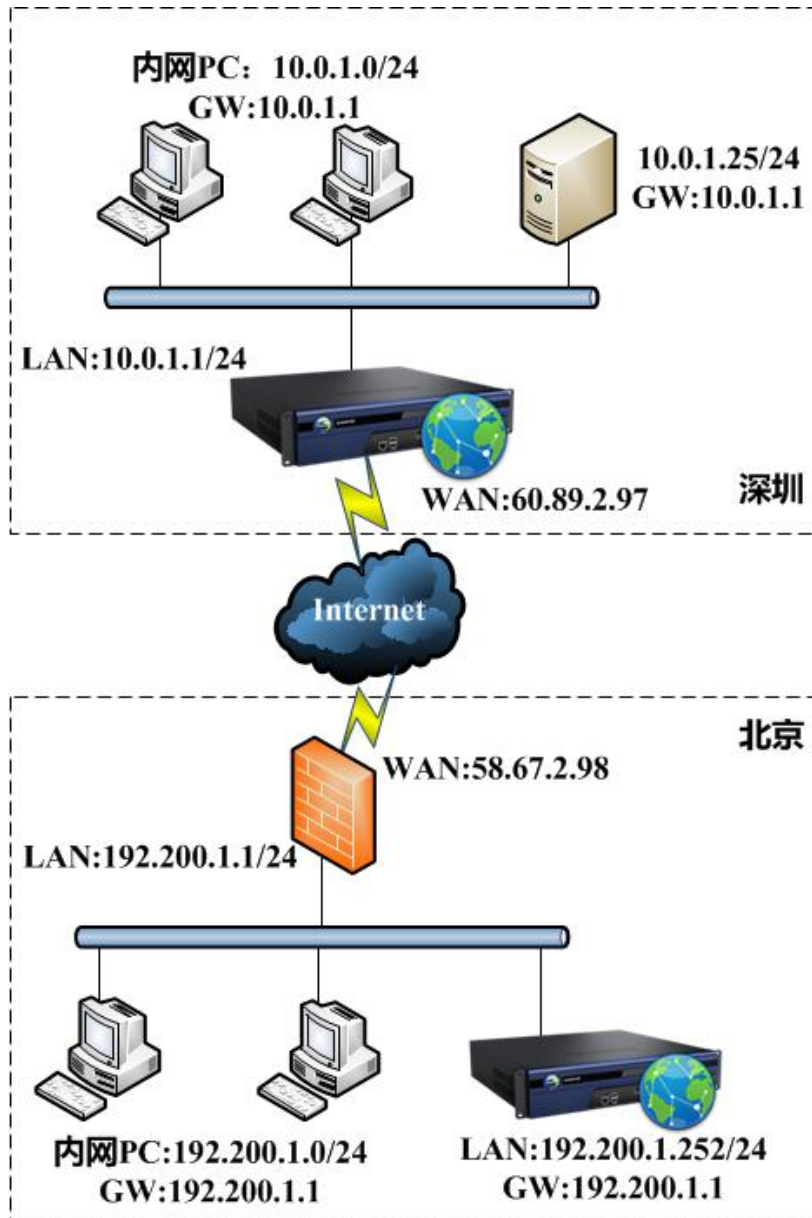 内网PC：10.0.1.0/24
GW:10.0.1.1
10.0.1.25/24
GW:10.0.1.1
LAN:10.0.1.1/24
WAN:60.89.2.97
深圳
Internet
北京
WAN:58.67.2.98
LAN:192.200.1.1/24
内网PC:192.200.1.0/24
GW:192.200.1.1
LAN:192.200.1.252/24
GW:192.200.1.1